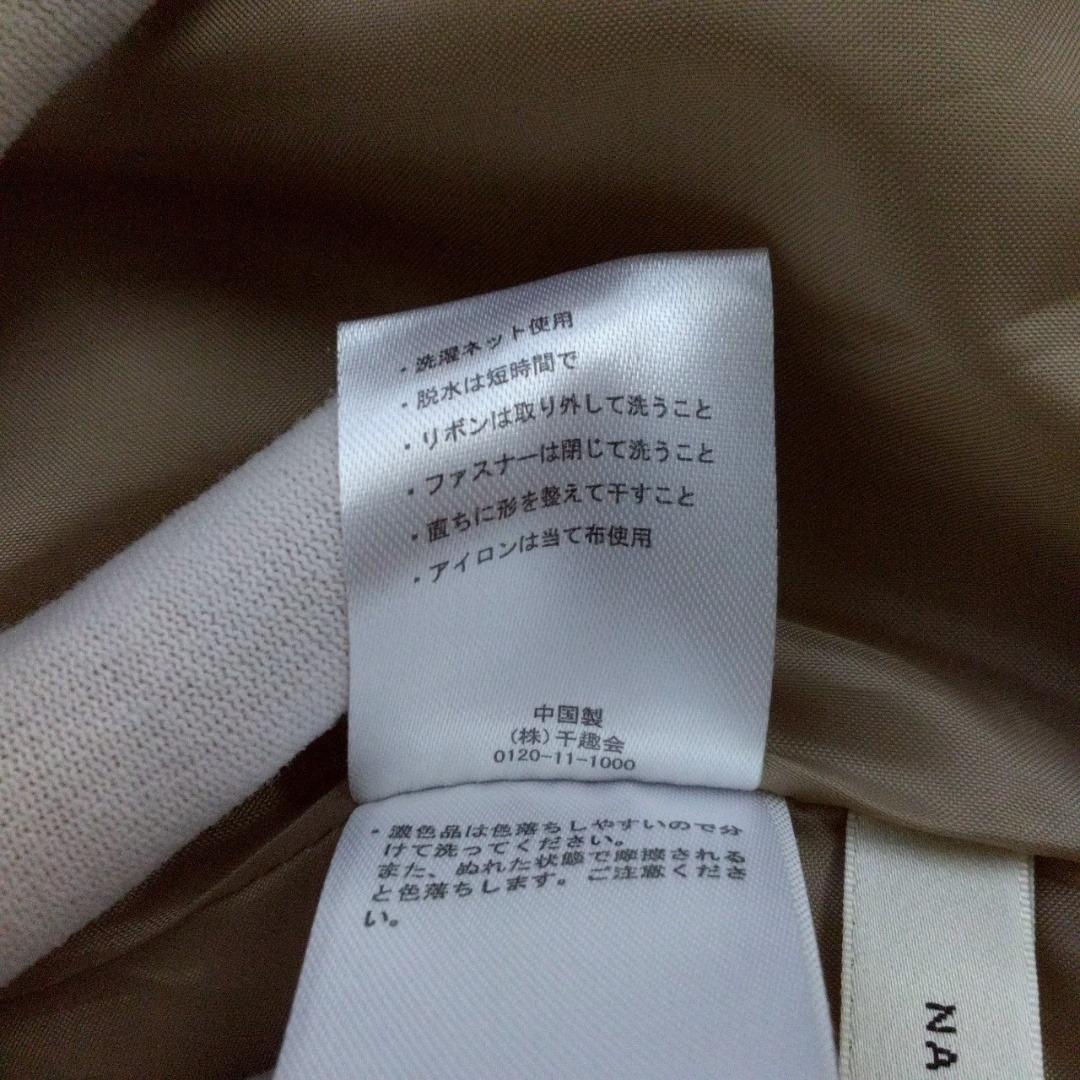 ・洗濯ネット使用
・脱水は短時間で
・リボンは取り外して洗うこと
・ファスナーは閉じて洗うこと
・直ちに形を整えて干すこと
・アイロンは当て布使用
中国製
(株)千趣会
0120-11-1000
・濃色品は色落ちしやすいので分
けて洗ってください。
また、ぬれた状態で摩擦される
と色落ちします。ご注意くださ
い。
NA